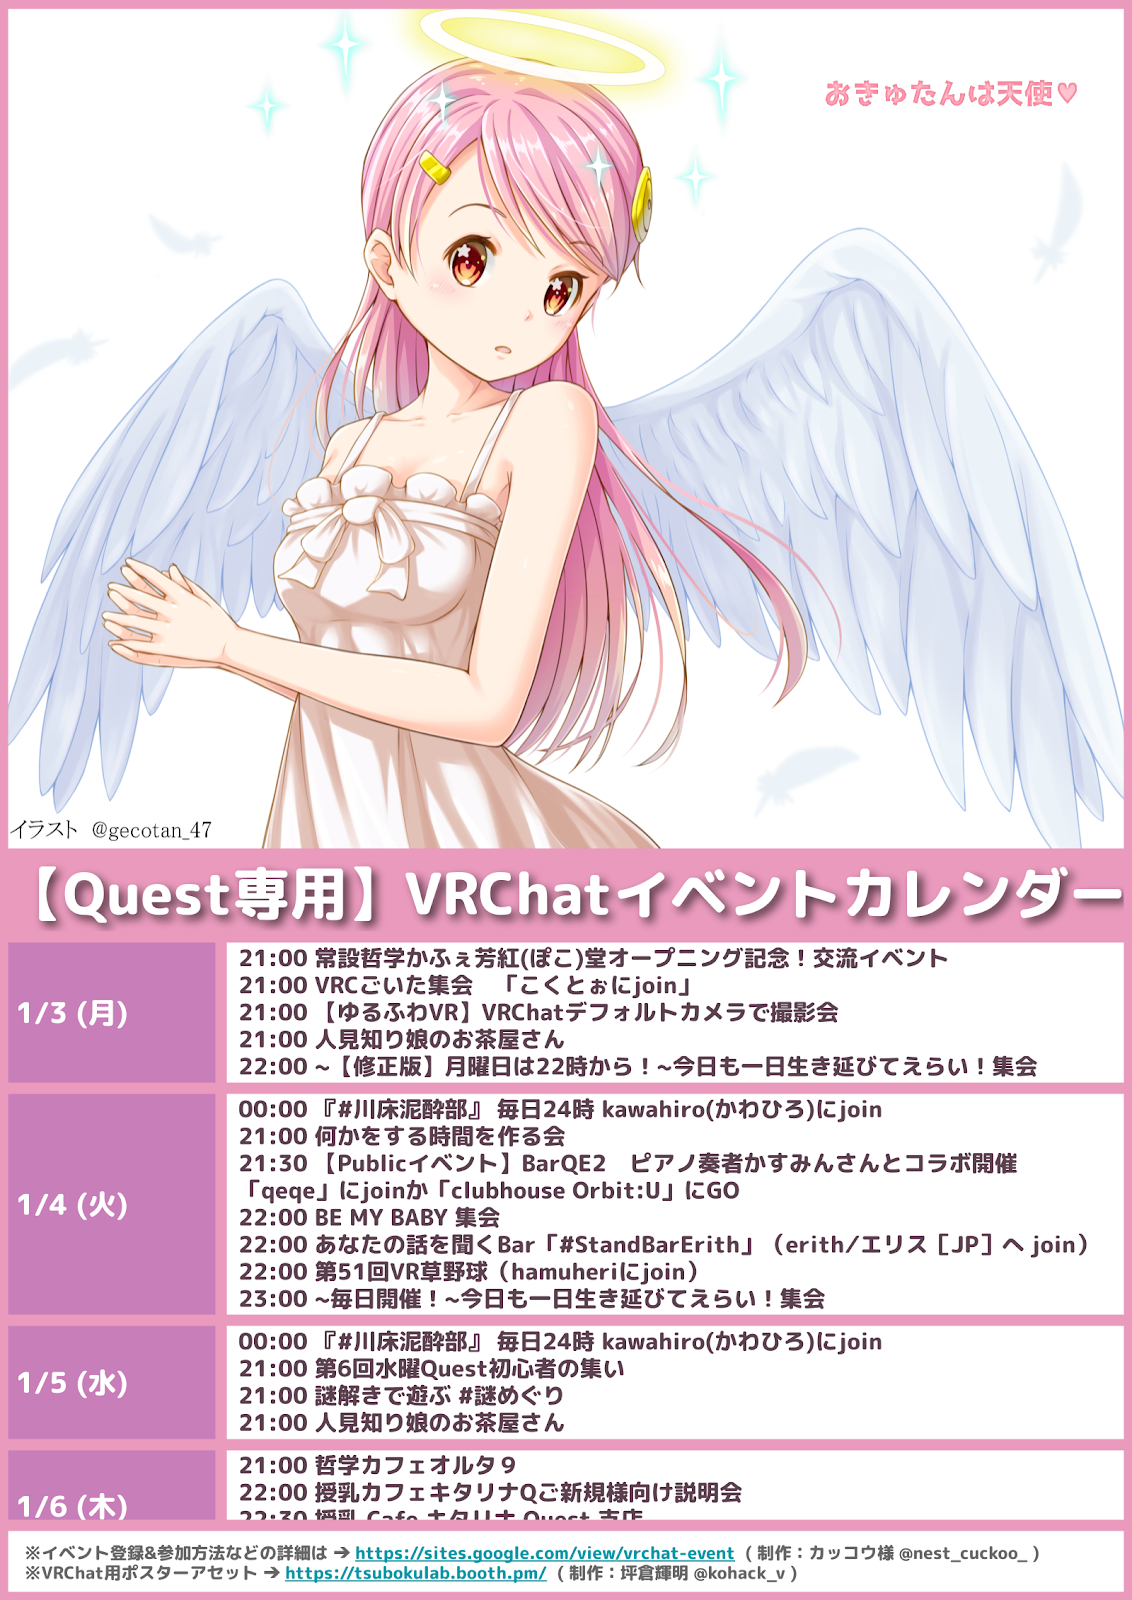 おきゅたんは天使♥
イラスト @gecotan_47
【Quest専用】VRChatイベントカレンダー
1/3 (月)
21:00 常設哲学かふぇ芳紅(ぽこ)堂オープニング記念！交流イベント
21:00 VRCごいた集会 「こくとぉにjoin」
21:00 【ゆるふわVR】VRChatデフォルトカメラで撮影会
21:00 人見知り娘のお茶屋さん
22:00 ~【修正版】月曜日は22時から！~今日も一日生き延びてえらい！集会
1/4 (火)
00:00 『#川床泥酔部』 毎日24時 kawahiro(かわひろ)にjoin
21:00 何かをする時間を作る会
21:30 【Publicイベント】BarQE2 ピアノ奏者かすみんさんとコラボ開催
「qeqe」にjoinか「clubhouse Orbit:U」にGO
22:00 BE MY BABY 集会
22:00 あなたの話を聞くBar「#StandBarErith」（erith/エリス［JP］へ join）
22:00 第51回VR草野球（hamuheriにjoin）
23:00 ~毎日開催！~今日も一日生き延びてえらい！集会
1/5 (水)
00:00 『#川床泥酔部』 毎日24時 kawahiro(かわひろ)にjoin
21:00 第6回水曜Quest初心者の集い
21:00 謎解きで遊ぶ #謎めぐり
21:00 人見知り娘のお茶屋さん
1/6 (木)
21:00 哲学カフェオルタ９
22:00 授乳カフェキタリナQご新規様向け説明会
22:30 授乳 Cafe キタリナ Quest 支店
※イベント登録&参加方法などの詳細は ➔ https://sites.google.com/view/vrchat-event ( 制作：カッコウ様 @nest_cuckoo_ )
※VRChat用ポスターアセット ➔ https://tsubokulab.booth.pm/ ( 制作：坪倉輝明 @kohack_v )